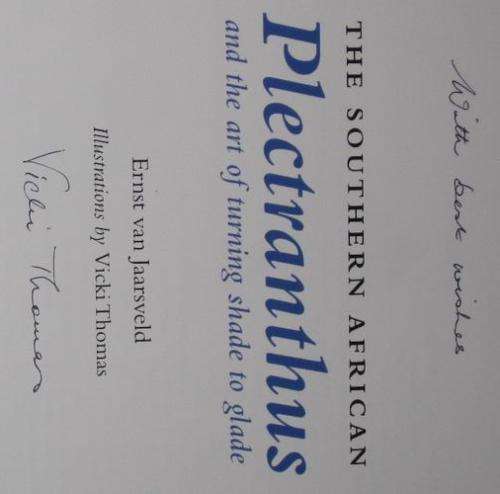 With best wishes
THE SOUTHERN AFRICAN
Plectranthus
and the art of turning shade to glade
Ernst van Jaarsveld
Illustrations by Vicki Thomas
Vicki Thomas